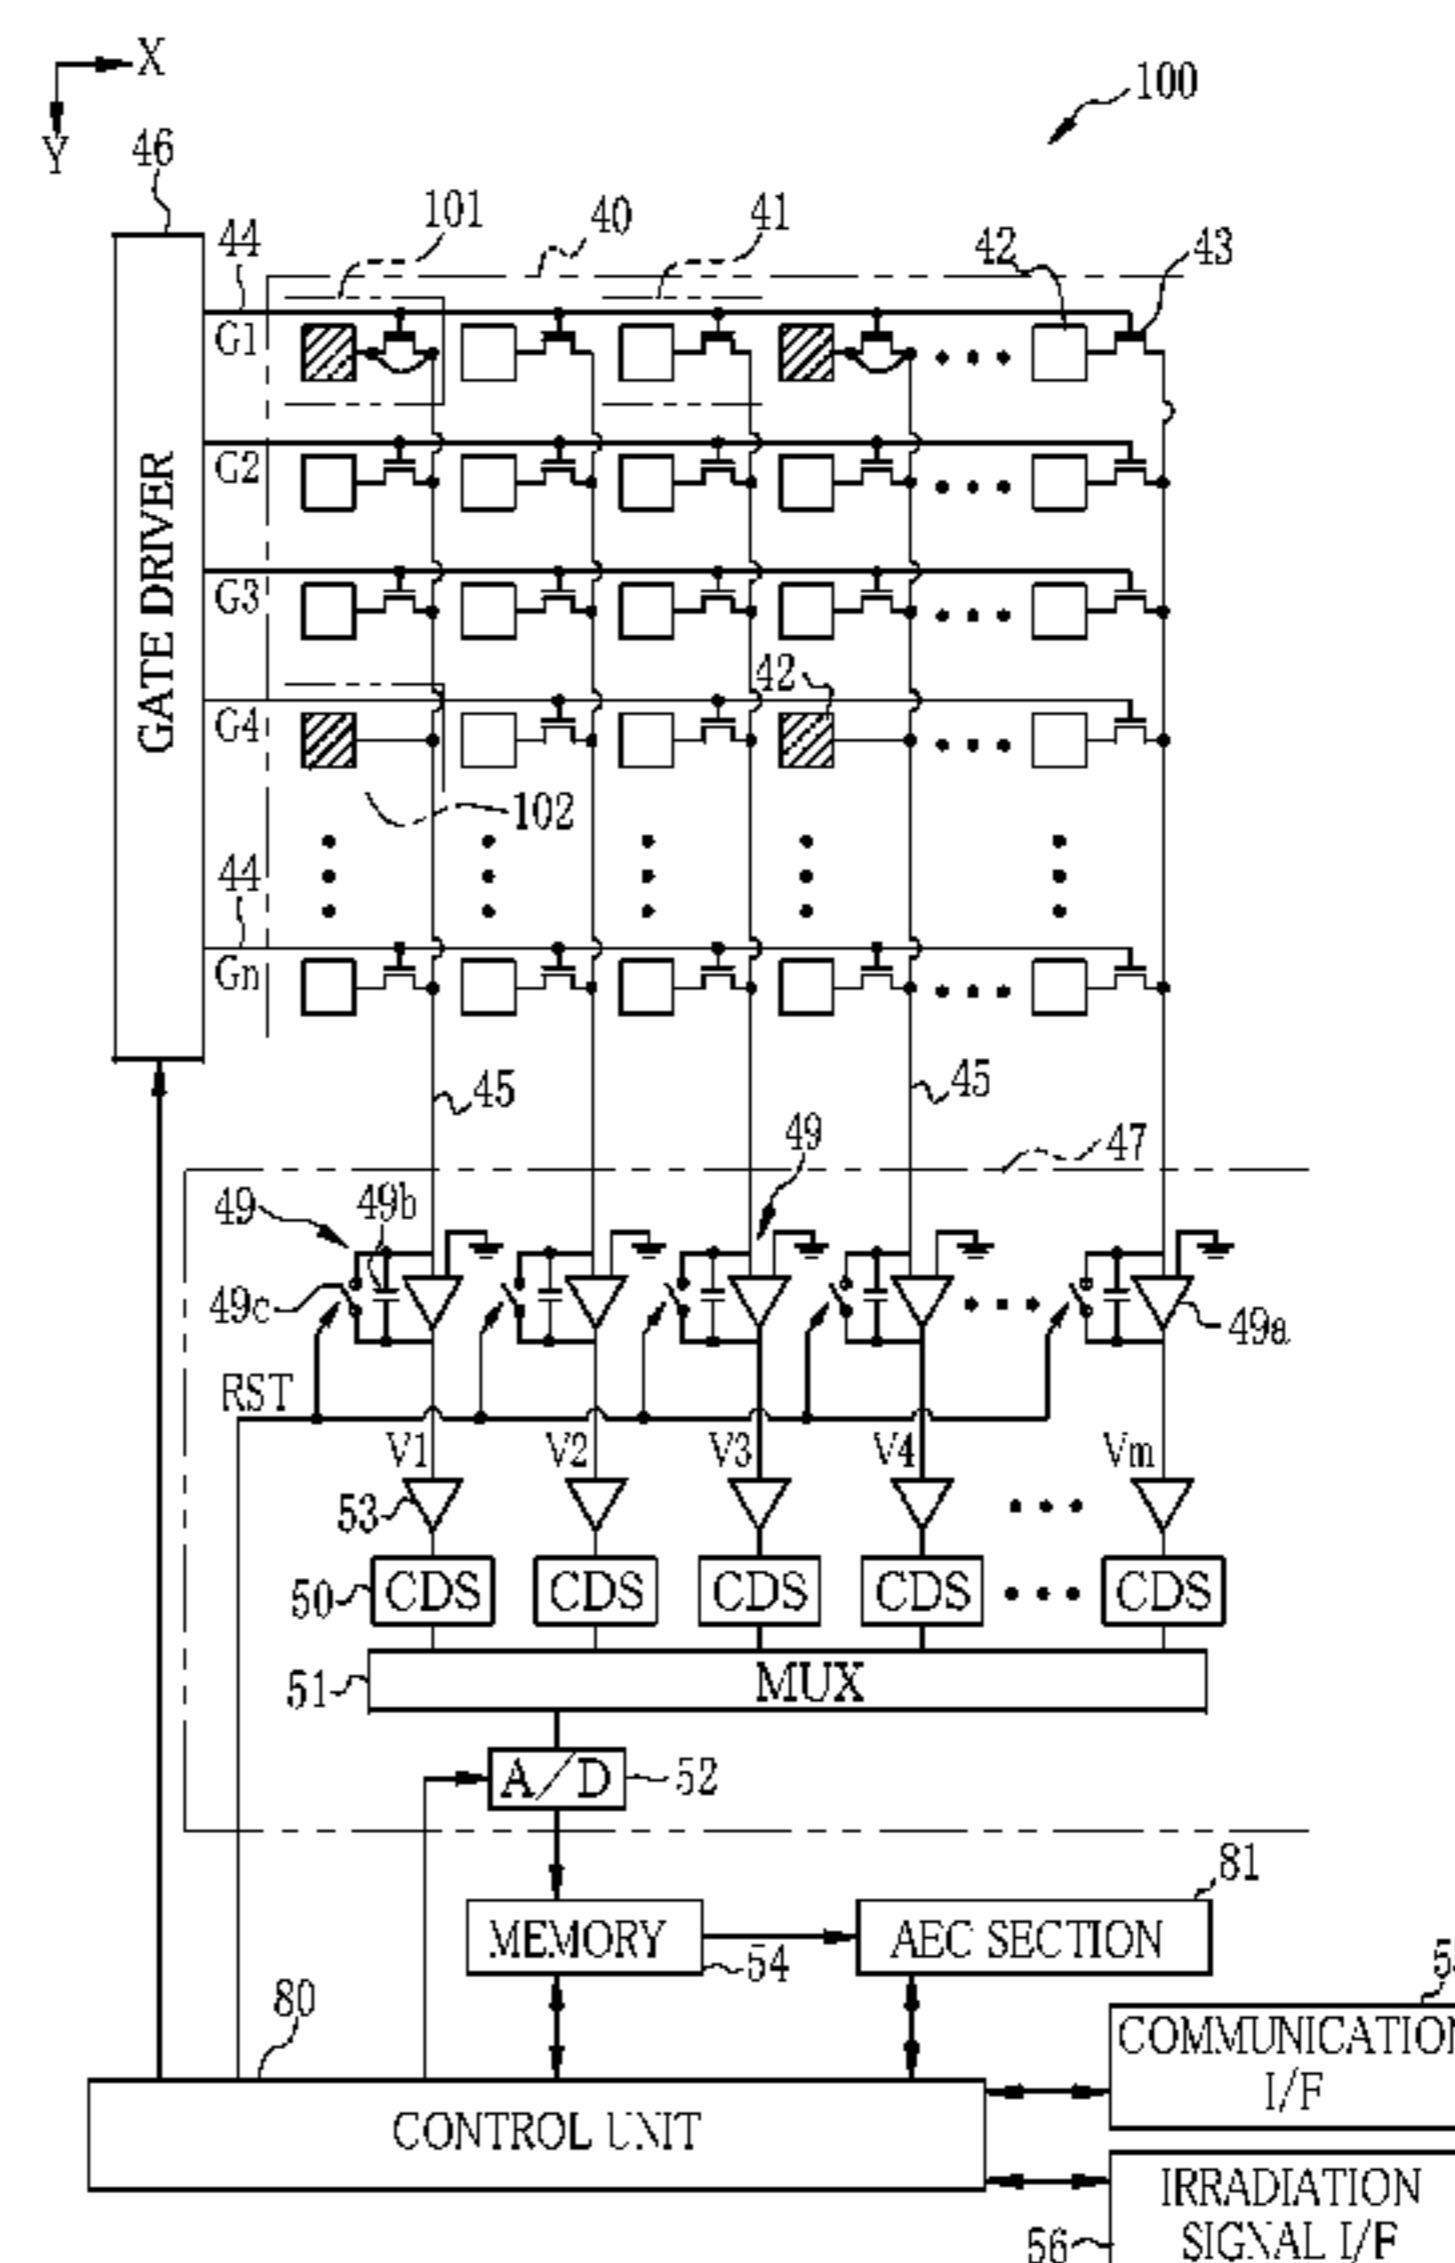 X
Y
100
46
101
40
41
42
43
44
G1
G2
G3
42
G4
102
44
Gn
GATE DRIVER
45
45
47
49
49
49b
49c
49a
RST
V1
V2
V3
V4
Vm
53
50
CDS
CDS
CDS
CDS
CDS
51
MUX
A/D
52
81
MEMORY
54
AEC SECTION
80
COMMUNICATION
I/F
CONTROL UNIT
IRRADIATION
SIGNAL I/F
56